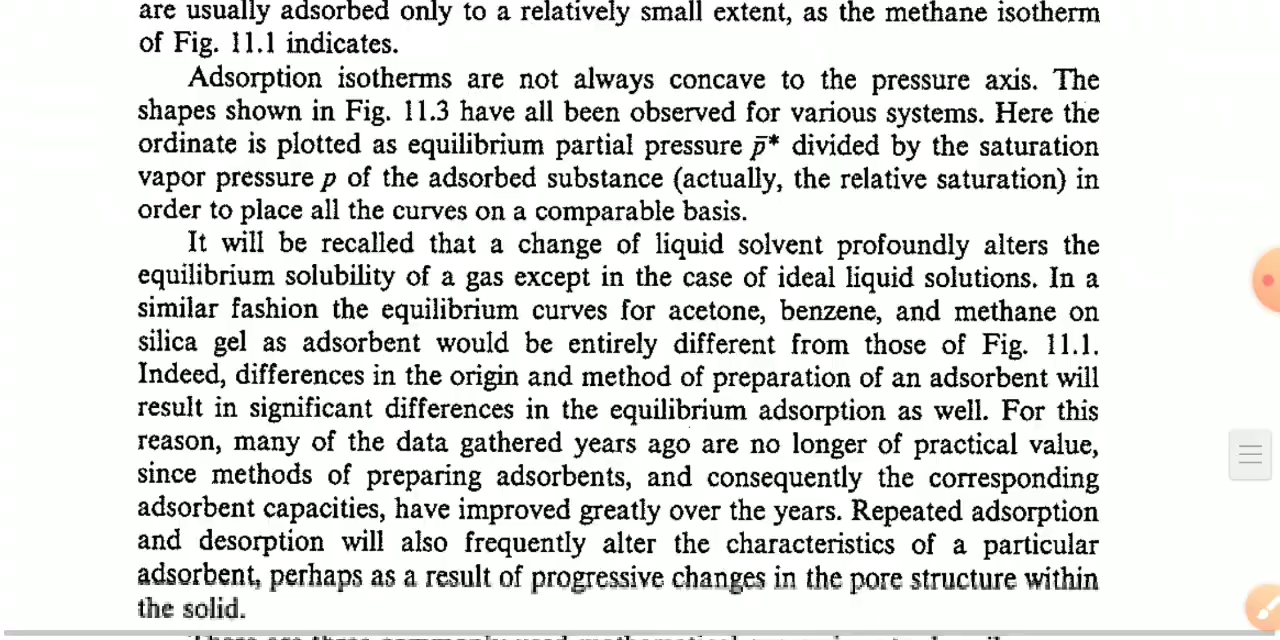 are usually adsorbed only to a relatively small extent, as the methane isotherm
of Fig. 11.1 indicates.
Adsorption isotherms are not always concave to the pressure axis. The
shapes shown in Fig. 11.3 have all been observed for various systems. Here the
ordinate is plotted as equilibrium partial pressure p̄* divided by the saturation
vapor pressure p of the adsorbed substance (actually, the relative saturation) in
order to place all the curves on a comparable basis.
It will be recalled that a change of liquid solvent profoundly alters the
equilibrium solubility of a gas except in the case of ideal liquid solutions. In a
similar fashion the equilibrium curves for acetone, benzene, and methane on
silica gel as adsorbent would be entirely different from those of Fig. 11.1.
Indeed, differences in the origin and method of preparation of an adsorbent will
result in significant differences in the equilibrium adsorption as well. For this
reason, many of the data gathered years ago are no longer of practical value,
since methods of preparing adsorbents, and consequently the corresponding
adsorbent capacities, have improved greatly over the years. Repeated adsorption
and desorption will also frequently alter the characteristics of a particular
adsorbent, perhaps as a result of progressive changes in the pore structure within
the solid.